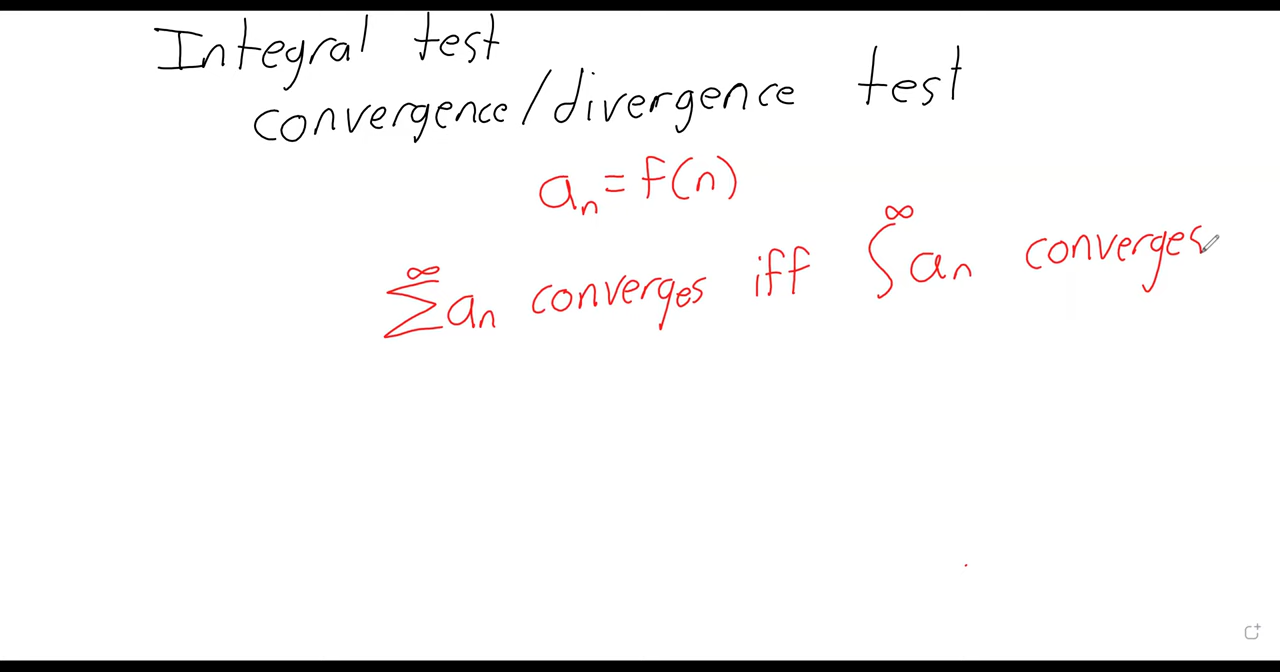 Integral test
convergence/divergence test
aₙ = f(n)
∑^∞ aₙ converges iff ∫^∞ aₙ converges